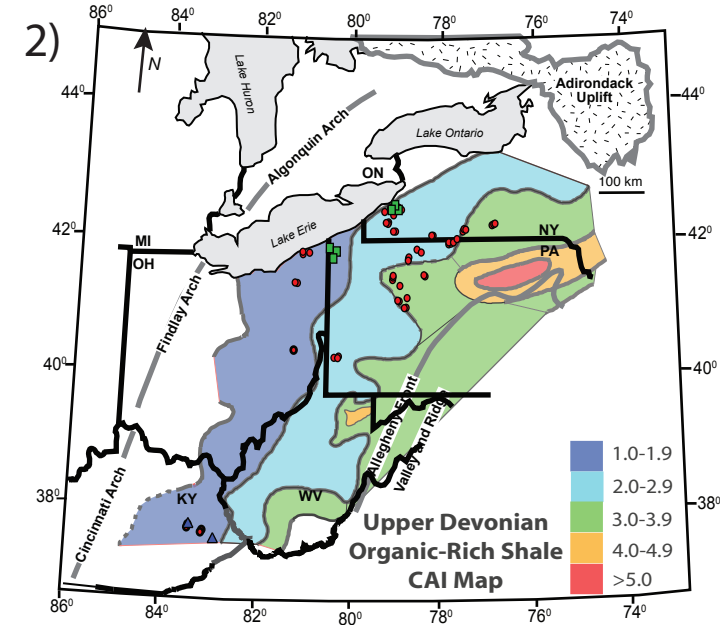 2)
86⁰ 84⁰ 82⁰ 80⁰ 78⁰ 76⁰ 74⁰
N
Lake Huron
Adirondack
Uplift
44⁰ 44⁰
Algonquin Arch
Lake Ontario
ON
100 km
42⁰ 42⁰
Lake Erie
NY
PA
MI
OH
Findlay Arch
40⁰ 40⁰
Allegheny Front
Valley and Ridge
38⁰ 38⁰
KY
WV
Cincinnati Arch
Upper Devonian
Organic-Rich Shale
CAI Map
1.0-1.9
2.0-2.9
3.0-3.9
4.0-4.9
>5.0
86⁰ 84⁰ 82⁰ 80⁰ 78⁰ 76⁰ 74⁰